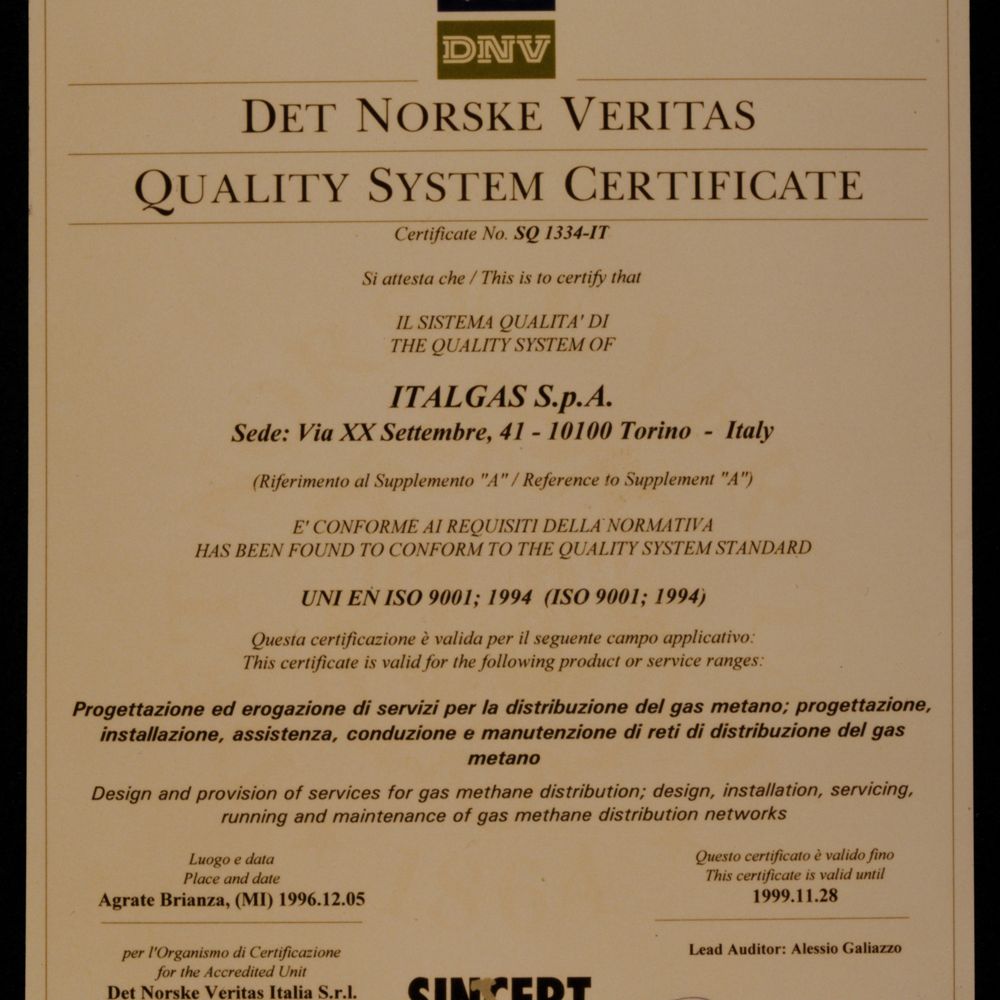 DNV
DET NORSKE VERITAS
QUALITY SYSTEM CERTIFICATE
Certificate No. SQ 1334-IT
Si attesta che / This is to certify that
IL SISTEMA QUALITA' DI
THE QUALITY SYSTEM OF
ITALGAS S.p.A.
Sede: Via XX Settembre, 41 - 10100 Torino - Italy
(Riferimento al Supplemento "A" / Reference to Supplement "A")
E' CONFORME AI REQUISITI DELLA NORMATIVA
HAS BEEN FOUND TO CONFORM TO THE QUALITY SYSTEM STANDARD
UNI EN ISO 9001; 1994 (ISO 9001; 1994)
Questa certificazione è valida per il seguente campo applicativo:
This certificate is valid for the following product or service ranges:
Progettazione ed erogazione di servizi per la distribuzione del gas metano; progettazione,
installazione, assistenza, conduzione e manutenzione di reti di distribuzione del gas
metano
Design and provision of services for gas methane distribution; design, installation, servicing,
running and maintenance of gas methane distribution networks
Luogo e data
Place and date
Agrate Brianza, (MI) 1996.12.05
Questo certificato è valido fino
This certificate is valid until
1999.11.28
per l'Organismo di Certificazione
for the Accredited Unit
Det Norske Veritas Italia S.r.l.
Lead Auditor: Alessio Galiazzo
SINCERT